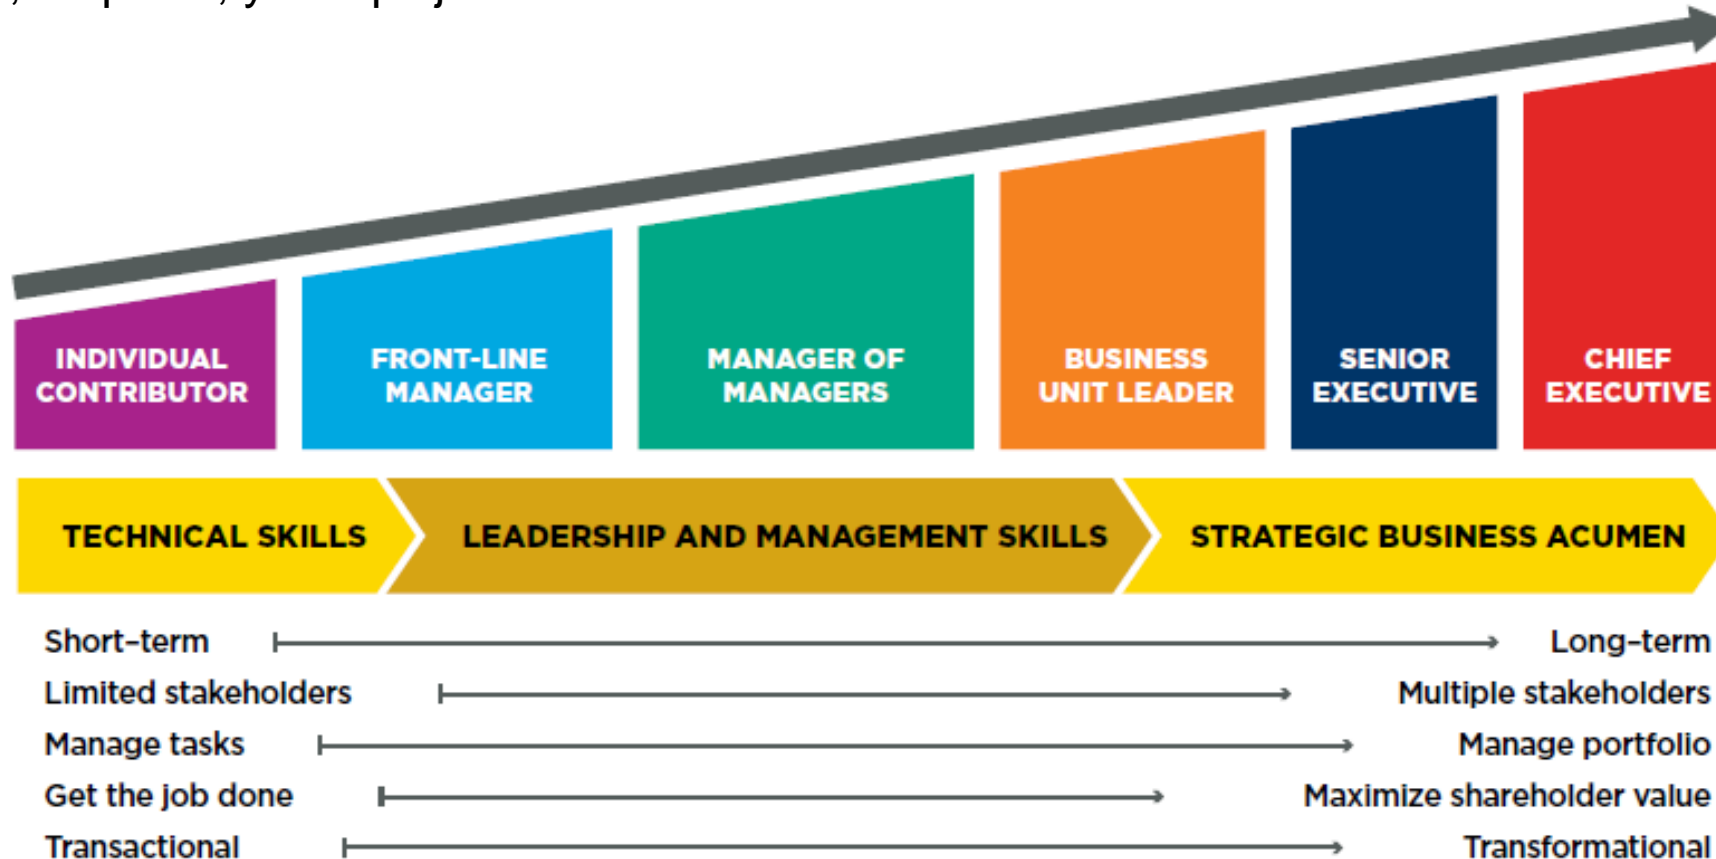 INDIVIDUAL
CONTRIBUTOR
FRONT-LINE
MANAGER
MANAGER OF
MANAGERS
BUSINESS
UNIT LEADER
SENIOR
EXECUTIVE
CHIEF
EXECUTIVE
TECHNICAL SKILLS
LEADERSHIP AND MANAGEMENT SKILLS
STRATEGIC BUSINESS ACUMEN
Short-term Long-term
Limited stakeholders Multiple stakeholders
Manage tasks Manage portfolio
Get the job done Maximize shareholder value
Transactional Transformational